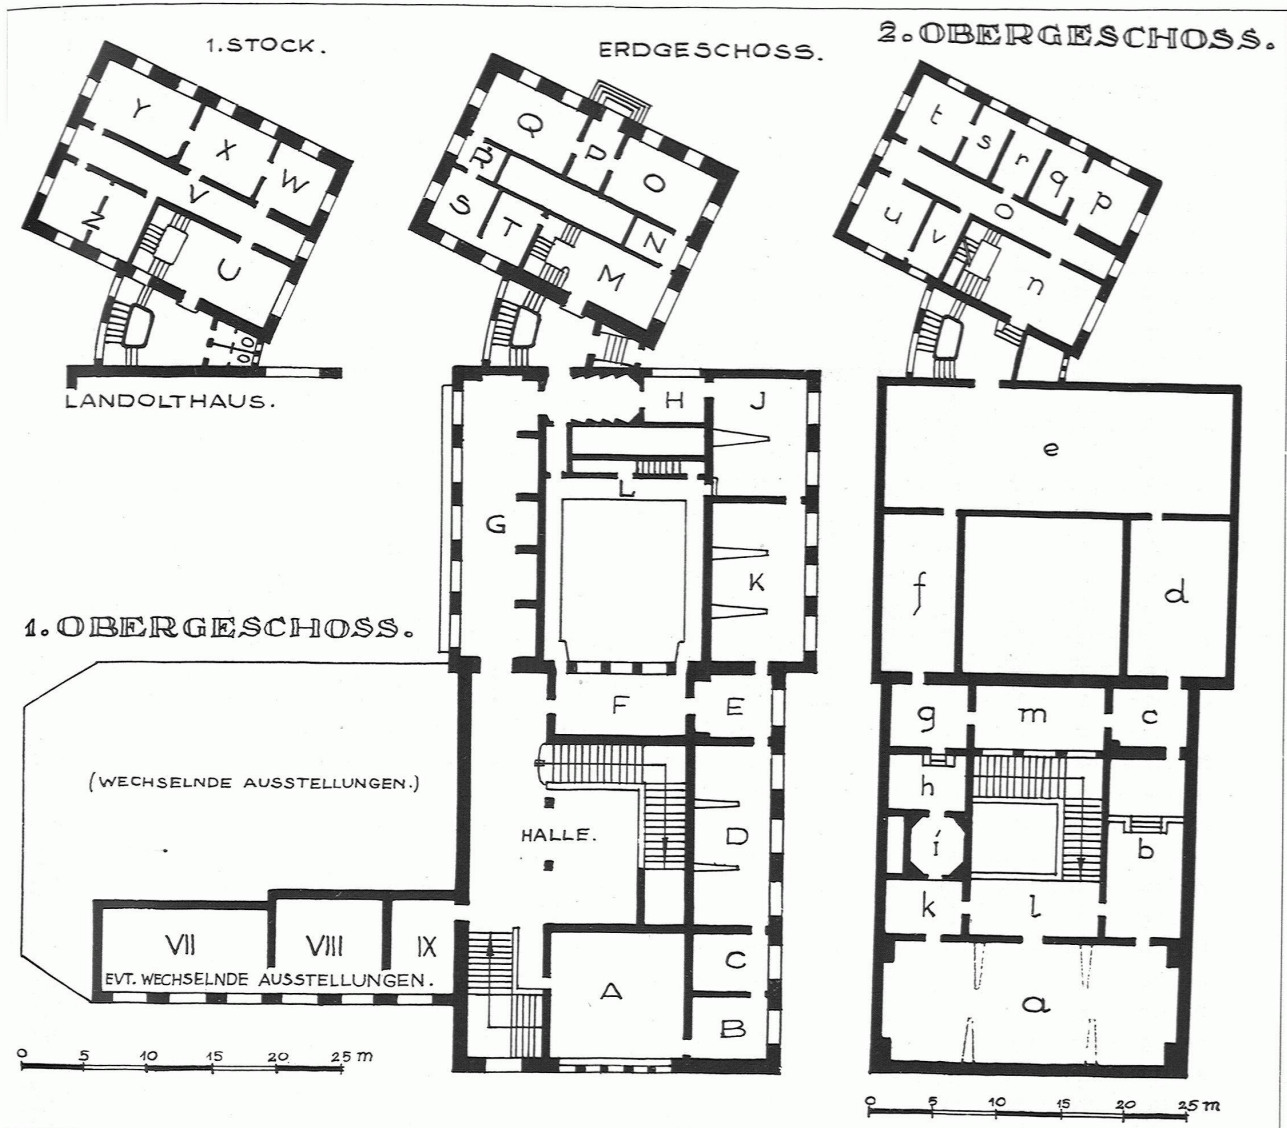 1.STOCK.
ERDGESCHOSS.
2.OBERGESCHOSS.
Y
X
W
V
Z
U
Q
P
O
R
S
T
N
M
t
s
r
q
p
o
u
v
n
LANDOLTHAUS.
H
J
L
G
K
e
f
d
1.OBERGESCHOSS.
F
E
g
m
c
(WECHSELNDE AUSSTELLUNGEN.)
HALLE.
D
h
i
b
k
l
VII
VIII
IX
EVT. WECHSELNDE AUSSTELLUNGEN.
A
C
B
a
0 5 10 15 20 25 m
0 5 10 15 20 25 m